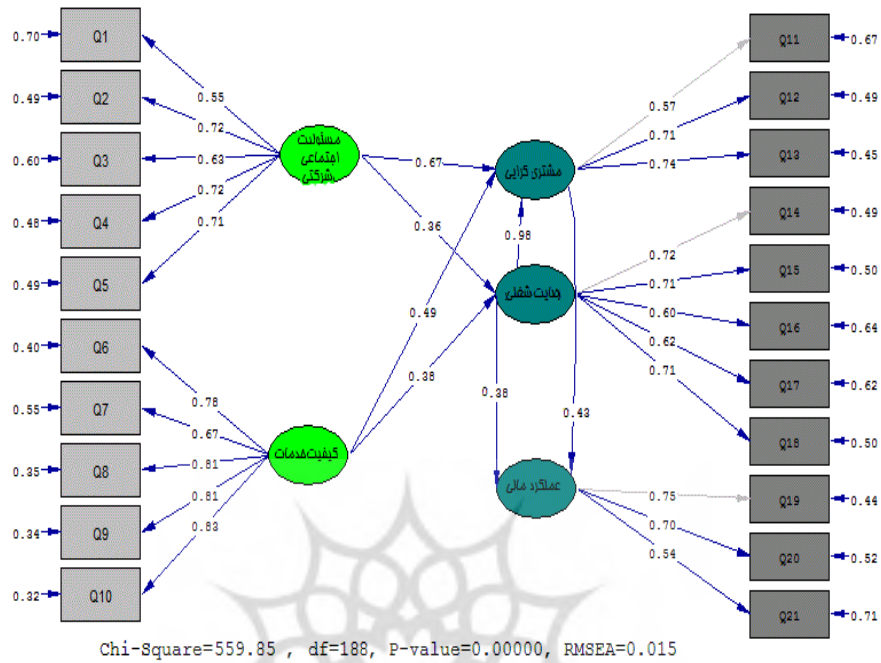 0.70 Q1
0.49 Q2
0.60 Q3
0.48 Q4
0.49 Q5
0.40 Q6
0.55 Q7
0.35 Q8
0.34 Q9
0.32 Q10
0.55
0.72
0.63
0.72
0.71
0.78
0.67
0.81
0.81
0.83
مسئولیت
اجتماعی
شرکتی
کیفیت خدمات
0.67
0.36
0.49
0.38
0.98
0.38
0.43
مشتری گرایی
رضایت شغلی
عملکرد مالی
0.57
0.71
0.74
0.72
0.71
0.60
0.62
0.71
0.75
0.70
0.54
Q11 0.67
Q12 0.49
Q13 0.45
Q14 0.49
Q15 0.50
Q16 0.64
Q17 0.62
Q18 0.50
Q19 0.44
Q20 0.52
Q21 0.71
Chi-Square=559.85 , df=188, P-value=0.00000, RMSEA=0.015